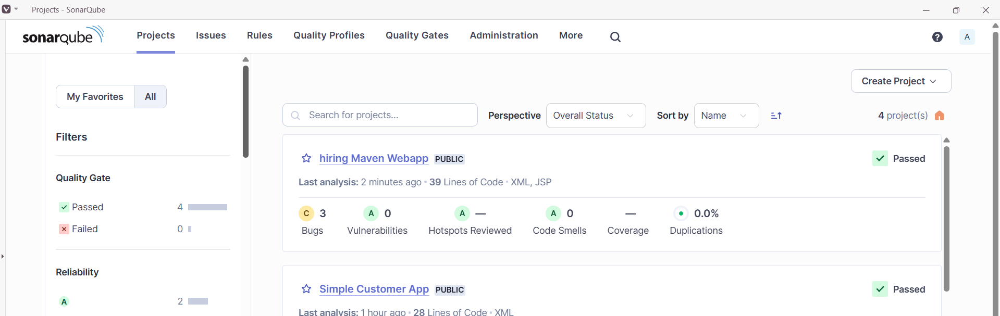 Projects - SonarQube
sonarqube Projects Issues Rules Quality Profiles Quality Gates Administration More ? A
My Favorites All
Filters
Quality Gate
Passed 4
Failed 0
Reliability
A 2
Create Project
Search for projects... Perspective Overall Status Sort by Name 4 project(s)
hiring Maven Webapp PUBLIC Passed
Last analysis: 2 minutes ago • 39 Lines of Code • XML, JSP
C 3 A 0 A — A 0 — 0.0%
Bugs Vulnerabilities Hotspots Reviewed Code Smells Coverage Duplications
Simple Customer App PUBLIC Passed
Last analysis: 1 hour ago • 28 Lines of Code • XML